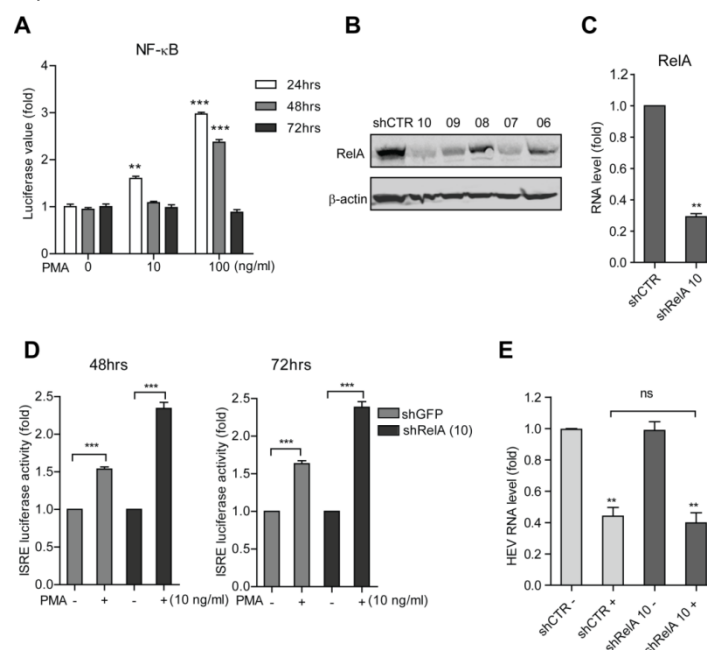 A
NF-κB
Luciferase value (fold)
4
3
2
1
0
**
***
***
24hrs
48hrs
72hrs
PMA 0 10 100 (ng/ml)
B
shCTR 10 09 08 07 06
RelA
β-actin
C
RelA
RNA level (fold)
1.2
1.0
0.8
0.6
0.4
0.2
0.0
**
shCTR
shRelA 10
D
48hrs
ISRE luciferase activity (fold)
2.5
2.0
1.5
1.0
0.5
0.0
***
***
PMA - + - + (10 ng/ml)
72hrs
ISRE luciferase activity (fold)
2.5
2.0
1.5
1.0
0.5
0.0
***
***
shGFP
shRelA (10)
PMA - + - + (10 ng/ml)
E
HEV RNA level (fold)
1.2
1.0
0.8
0.6
0.4
0.2
0.0
ns
**
**
shCTR -
shCTR +
shRelA 10 -
shRelA 10 +